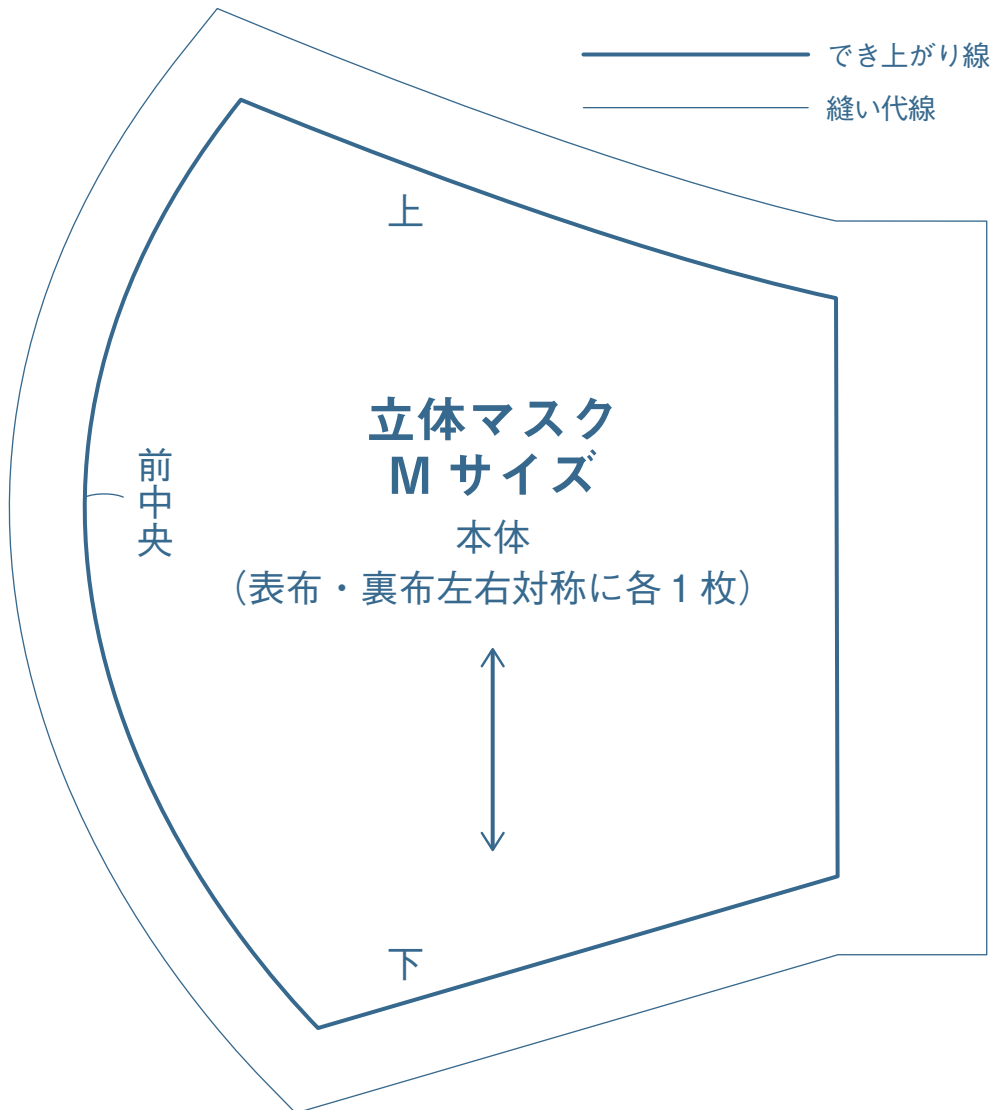 でき上がり線
縫い代線
上
立体マスク
M サイズ
前中央
本体
（表布・裏布左右対称に各 1 枚）
下